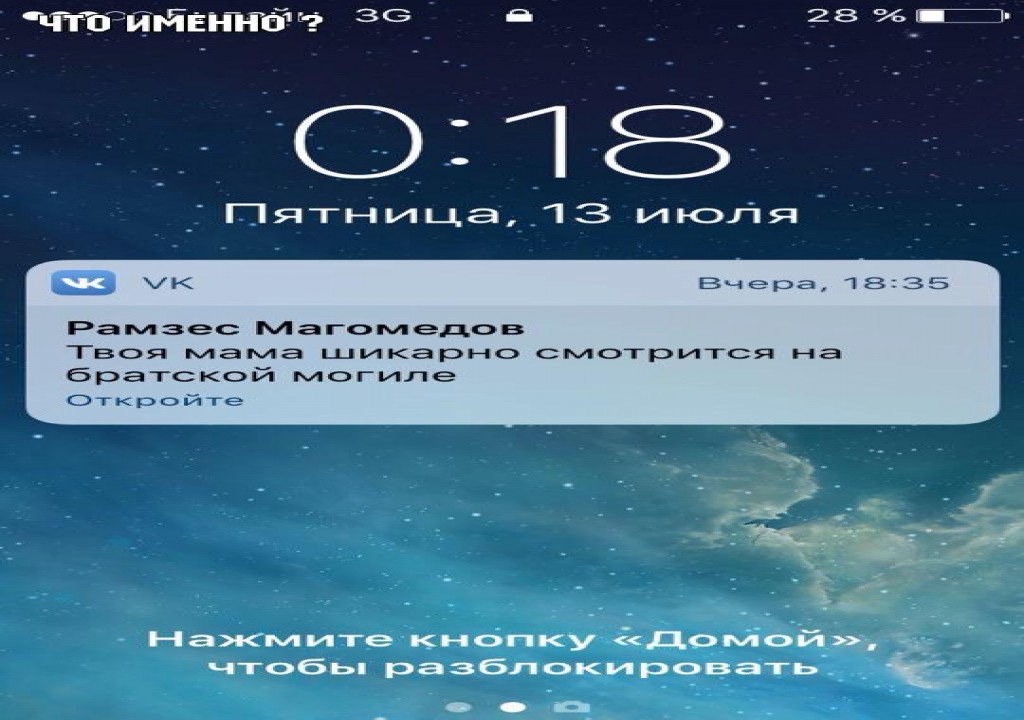 ЧТО ИМЕННО ?
3G
28 %
0:18
Пятница, 13 июля
VK
Вчера, 18:35
Рамзес Магомедов
Твоя мама шикарно смотрится на
братской могиле
Откройте
Нажмите кнопку «Домой»,
чтобы разблокировать